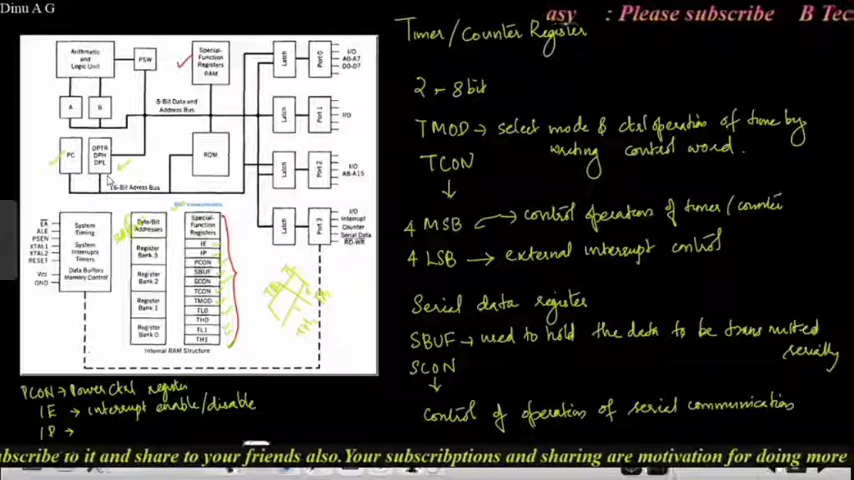 Dinu A G
asy : Please subscribe B Tec
Arithmetic and Logic Unit
PSW
Special-Function Registers RAM
Latch
Port 0
I/O
A0-A7
D0-D7
A
B
8-Bit Data and Address Bus
Latch
Port 1
I/O
PC
DPTR
DPH
DPL
ROM
Latch
Port 2
I/O
A8-A15
16-Bit Adress Bus
EA
ALE
PSEN
XTAL1
XTAL2
RESET
Vcc
GND
System Timing
System Interrupts Timers
Data Buffers Memory Control
Byte/Bit Addresses
Register Bank 3
Register Bank 2
Register Bank 1
Register Bank 0
Special-Function Registers
IE
IP
PCON
SBUF
SCON
TCON
TMOD
TL0
TH0
TL1
TH1
Latch
Port 3
I/O
Interrupt
Counter
Serial Data
RD-WR
Internal RAM Structure
PCON → Power Ctrl register
IE → interrupt enable/disable
IP →
Timer/Counter Register
2 - 8bit
TMOD → select mode & ctrl operation of time by
writing control word.
TCON
↓
4 MSB → control operations of timer/counter
4 LSB → external interrupt control
Serial data register
SBUF → used to hold the data to be transmitted
serially
SCON
↓
control of operation of serial communication
ubscribe to it and share to your friends also.Your subscribptions and sharing are motivation for doing more